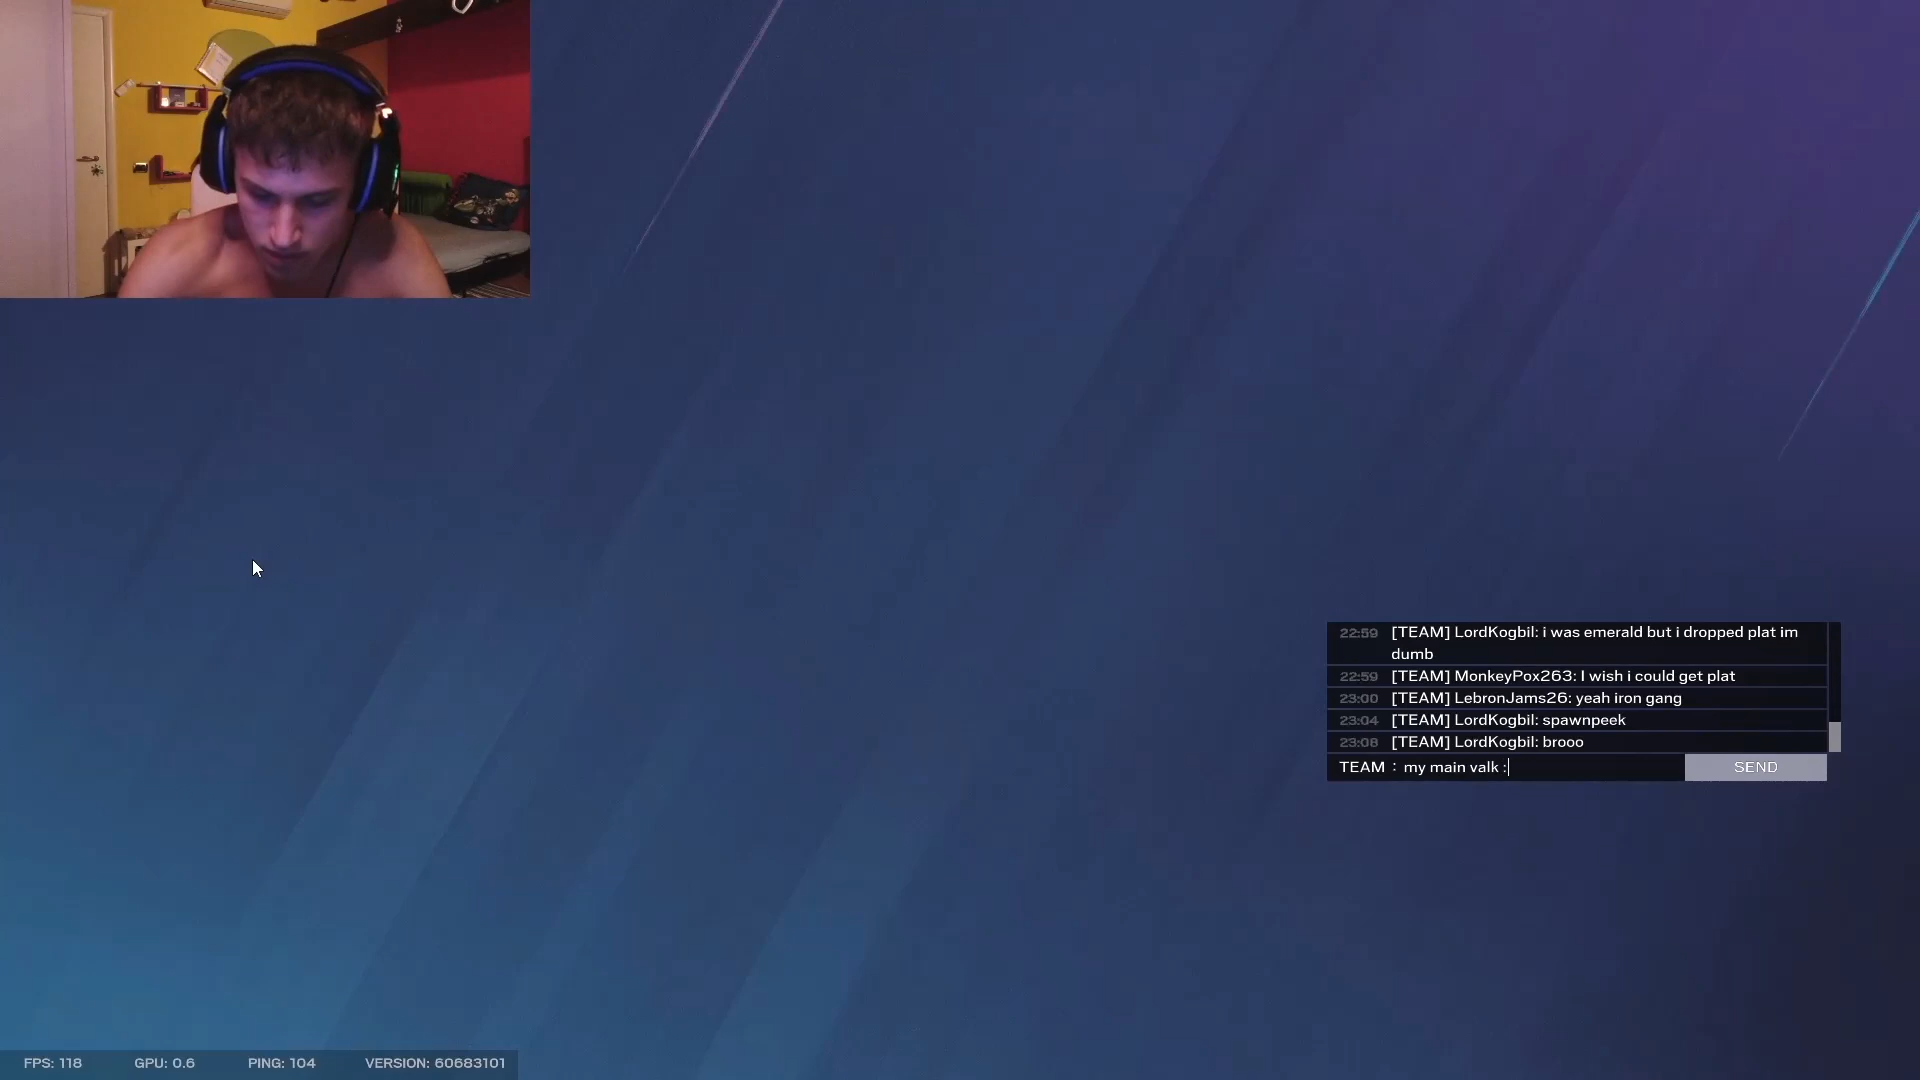 22:59 [TEAM] LordKogbil: i was emerald but i dropped plat im
dumb
22:59 [TEAM] MonkeyPox263: I wish i could get plat
23:00 [TEAM] LebronJams26: yeah iron gang
23:04 [TEAM] LordKogbil: spawnpeek
23:08 [TEAM] LordKogbil: brooo
TEAM : my main valk :
SEND
FPS: 118 GPU: 0.6 PING: 104 VERSION: 60683101